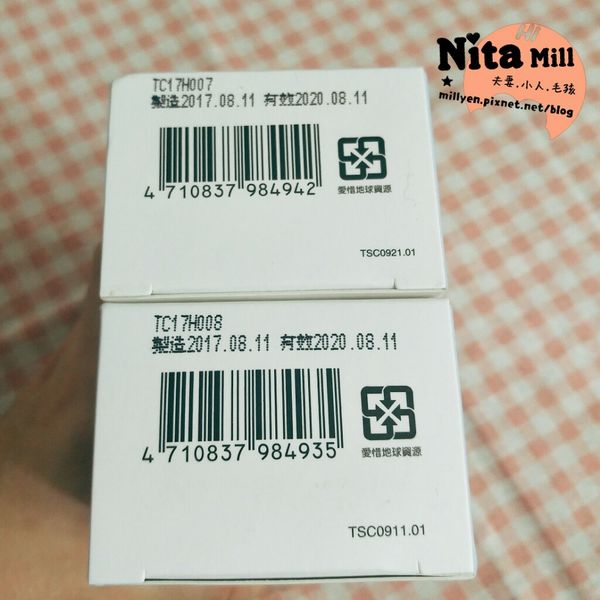 Hi
Nita Mill
夫妻.小人.毛孩
millyen.pixnet.net/blog
TC17H007
製造2017.08.11 有效2020.08.11
4 710837 984942
愛惜地球資源
TSC0921.01
TC17H008
製造2017.08.11 有效2020.08.11
4 710837 984935
愛惜地球資源
TSC0911.01